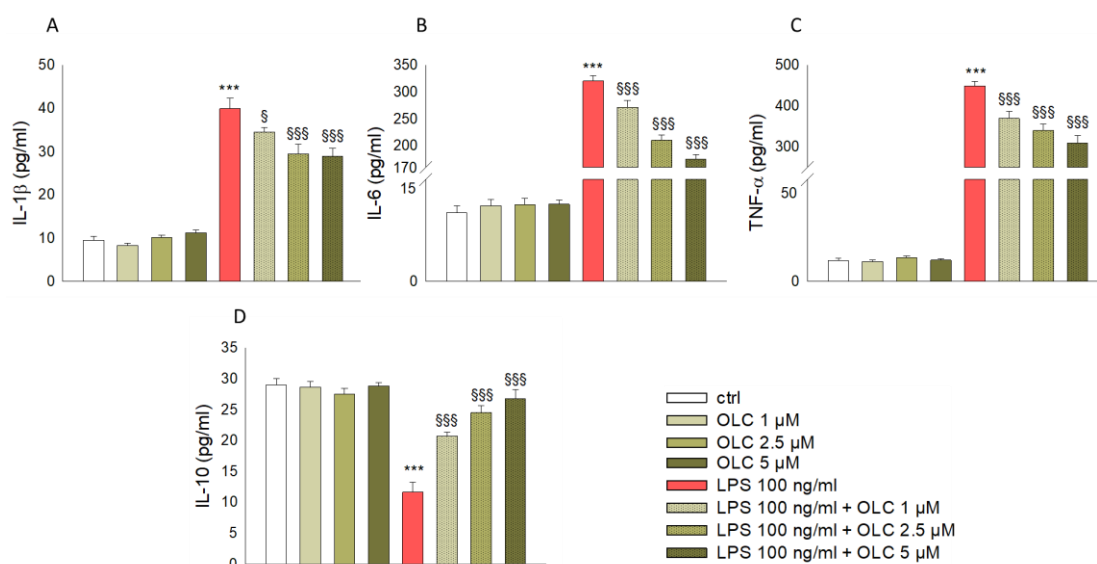 A
B
C
50
40
30
20
10
0
IL-1β (pg/ml)
***
§
§§§
§§§
350
300
250
200
170
15
0
IL-6 (pg/ml)
***
§§§
§§§
§§§
500
400
300
50
0
TNF-α (pg/ml)
***
§§§
§§§
§§§
D
35
30
25
20
15
10
5
0
IL-10 (pg/ml)
***
§§§
§§§
§§§
ctrl
OLC 1 µM
OLC 2.5 µM
OLC 5 µM
LPS 100 ng/ml
LPS 100 ng/ml + OLC 1 µM
LPS 100 ng/ml + OLC 2.5 µM
LPS 100 ng/ml + OLC 5 µM